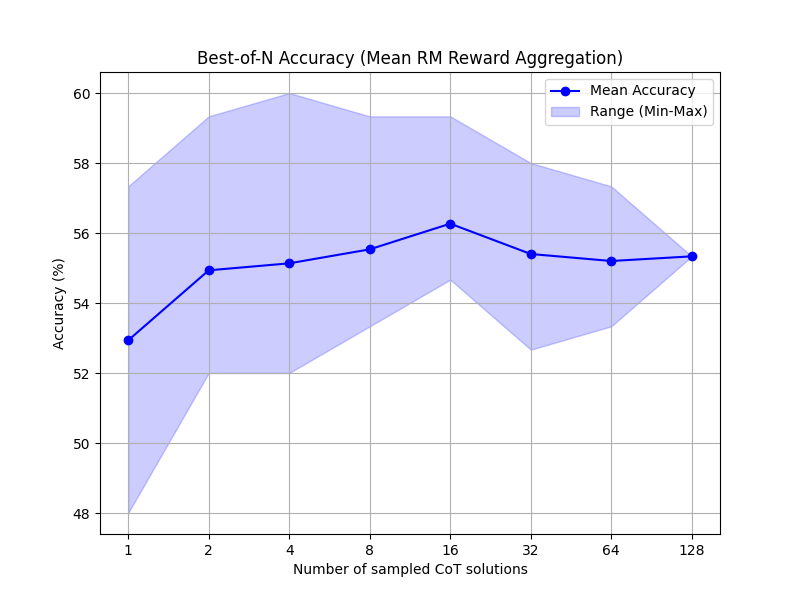 Best-of-N Accuracy (Mean RM Reward Aggregation)
Mean Accuracy
Range (Min-Max)
60
58
56
54
52
50
48
Accuracy (%)
1 2 4 8 16 32 64 128
Number of sampled CoT solutions